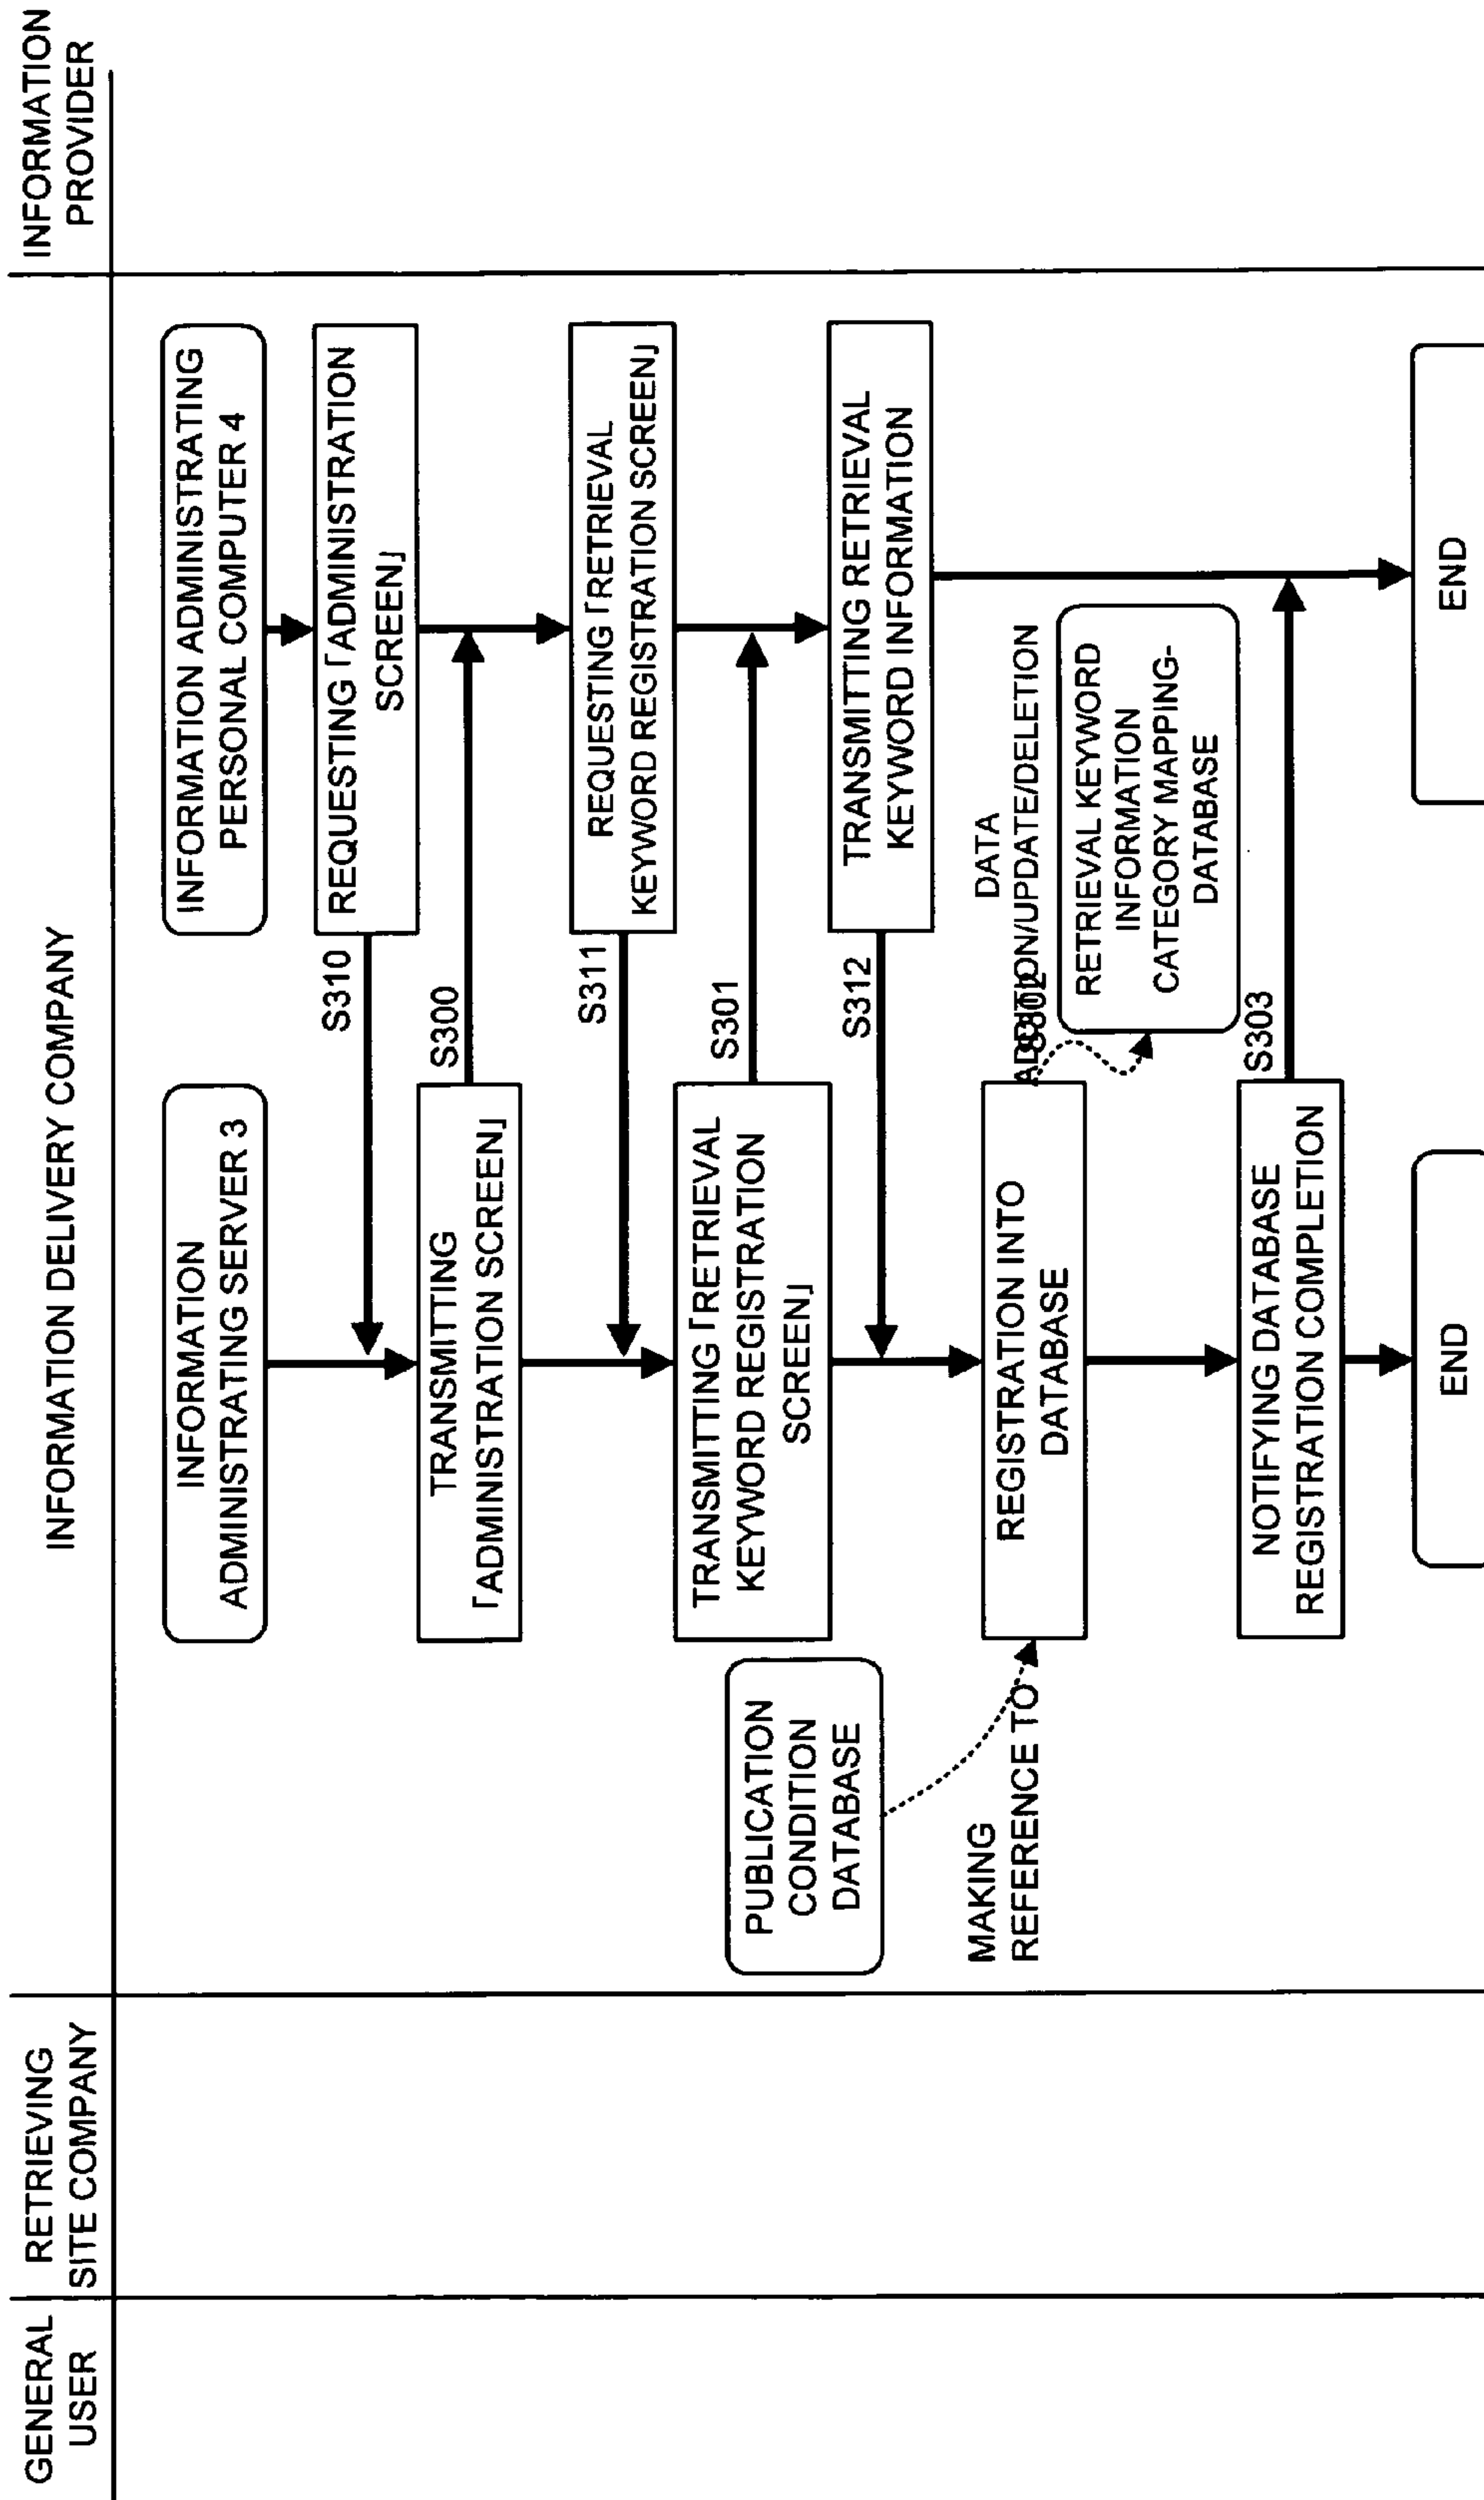 GENERAL
USER
RETRIEVING
SITE COMPANY
INFORMATION DELIVERY COMPANY
INFORMATION
PROVIDER
INFORMATION
ADMINISTRATING SERVER 3
INFORMATION ADMINISTRATING
PERSONAL COMPUTER 4
REQUESTING「ADMINISTRATION
SCREEN」
S310
TRANSMITTING
「ADMINISTRATION SCREEN」
S300
REQUESTING「RETRIEVAL
KEYWORD REGISTRATION SCREEN」
S311
TRANSMITTING「RETRIEVAL
KEYWORD REGISTRATION
SCREEN」
S301
PUBLICATION
CONDITION
DATABASE
TRANSMITTING RETRIEVAL
KEYWORD INFORMATION
S312
MAKING
REFERENCE TO
REGISTRATION INTO
DATABASE
DATA
ADDITION/UPDATE/DELETION
S302
RETRIEVAL KEYWORD
INFORMATION
CATEGORY MAPPING-
DATABASE
NOTIFYING DATABASE
REGISTRATION COMPLETION
S303
END
END